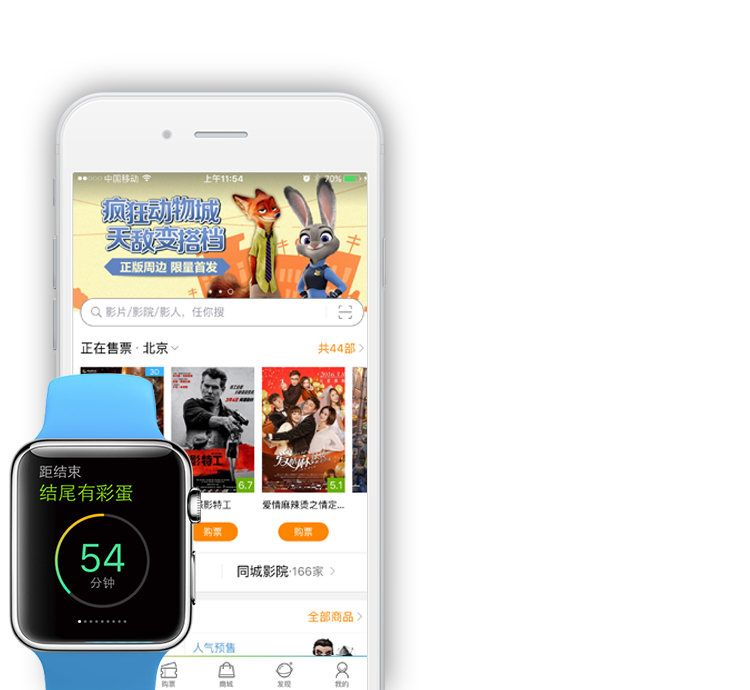 中国移动
上午11:54
70%
疯狂动物城
天敌变搭档
正版周边 限量首发
影片/影院/影人，任你搜
正在售票 · 北京
共44部
3D
6.7
2016.3.8
5.1
影特工
爱情麻辣烫之情定...
购票
购票
同城影院·166家
全部商品
人气预售
购票
商城
发现
我的
距结束
结尾有彩蛋
54
分钟